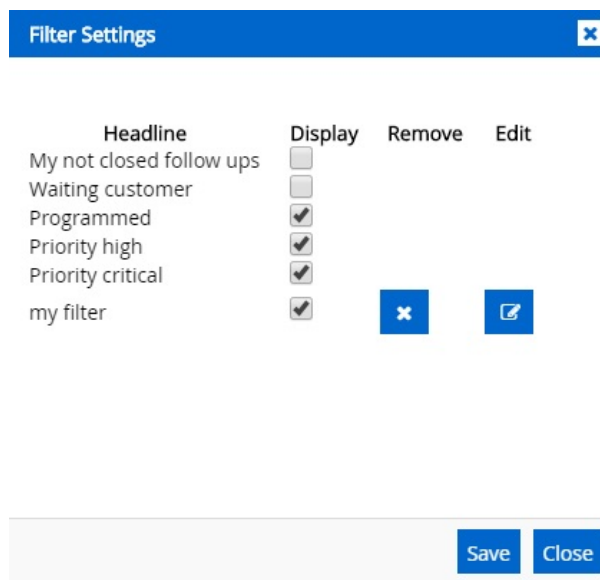 Filter Settings
Headline Display Remove Edit
My not closed follow ups
Waiting customer
Programmed
Priority high
Priority critical
my filter
Save Close